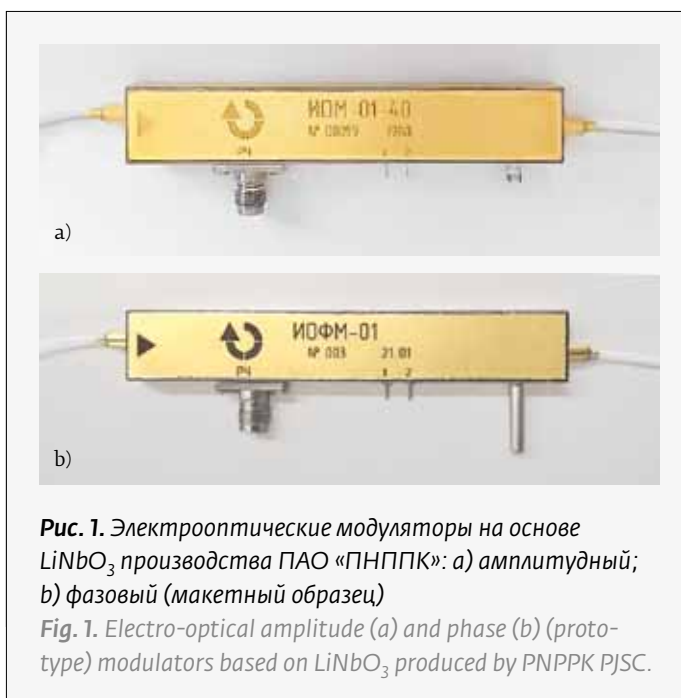 ИОМ 01-40
РЧ
1 2
a)
ИОФМ-01
№ 003 21 01
РЧ
1 2
b)
Рис. 1. Электрооптические модуляторы на основе
LiNbO₃ производства ПАО «ПНППК»: а) амплитудный;
b) фазовый (макетный образец)
Fig. 1. Electro-optical amplitude (a) and phase (b) (proto-
type) modulators based on LiNbO₃ produced by PNPPK PJSC.